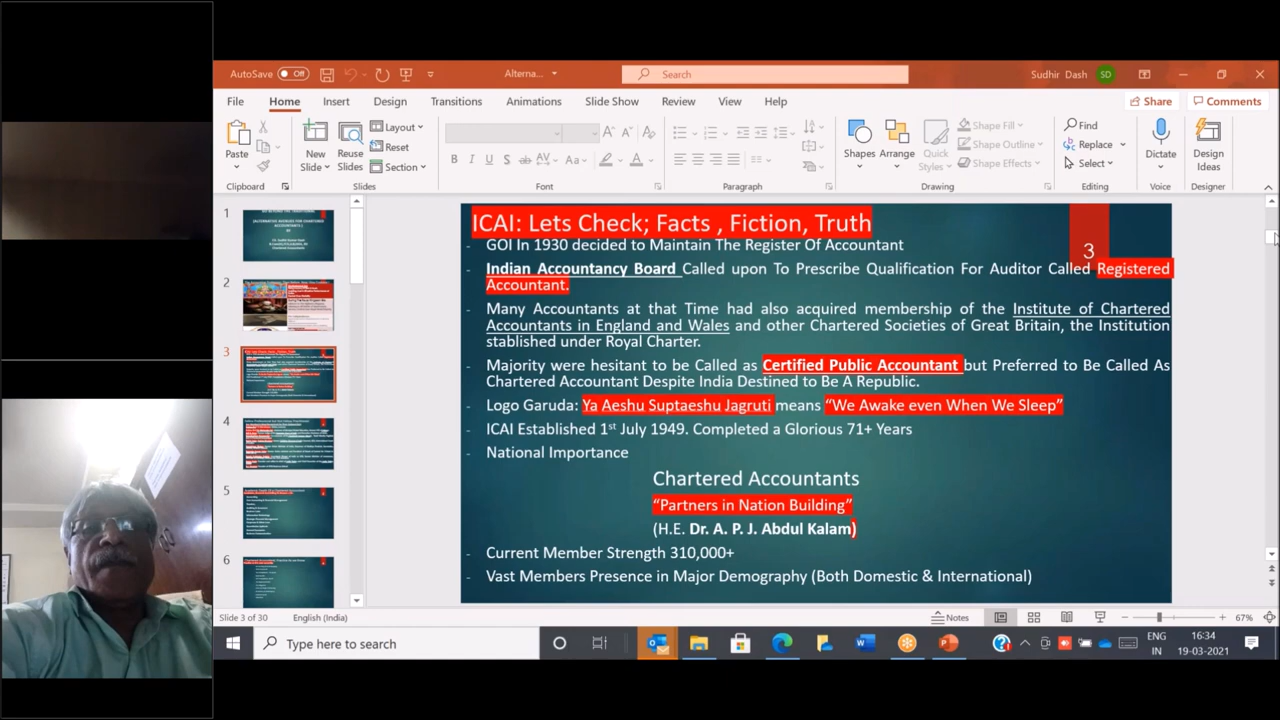 AutoSave Off Alterna... Search Sudhir Dash SD
File Home Insert Design Transitions Animations Slide Show Review View Help Share Comments
Paste
Clipboard
New Slide
Reuse Slides
Layout
Reset
Section
Slides
B I U S ab AV Aa A
Font
Paragraph
Shapes
Arrange
Quick Styles
Shape Fill
Shape Outline
Shape Effects
Drawing
Find
Replace
Select
Editing
Dictate
Voice
Design Ideas
Designer
1
2
3
4
5
6
ICAI: Lets Check; Facts , Fiction, Truth
3
- GOI In 1930 decided to Maintain The Register Of Accountant
- Indian Accountancy Board Called upon To Prescribe Qualification For Auditor Called Registered
Accountant.
- Many Accountants at that Time had also acquired membership of the Institute of Chartered
Accountants in England and Wales and other Chartered Societies of Great Britain, the Institution
stablished under Royal Charter.
- Majority were hesitant to be Called as Certified Public Accountant but Preferred to Be Called As
Chartered Accountant Despite India Destined to Be A Republic.
- Logo Garuda: Ya Aeshu Suptaeshu Jagruti means “We Awake even When We Sleep”
- ICAI Established 1st July 1949. Completed a Glorious 71+ Years
- National Importance
Chartered Accountants
“Partners in Nation Building”
(H.E. Dr. A. P. J. Abdul Kalam)
- Current Member Strength 310,000+
- Vast Members Presence in Major Demography (Both Domestic & International)
Slide 3 of 30 English (India) Notes 67%
Type here to search
ENG
IN
16:34
19-03-2021